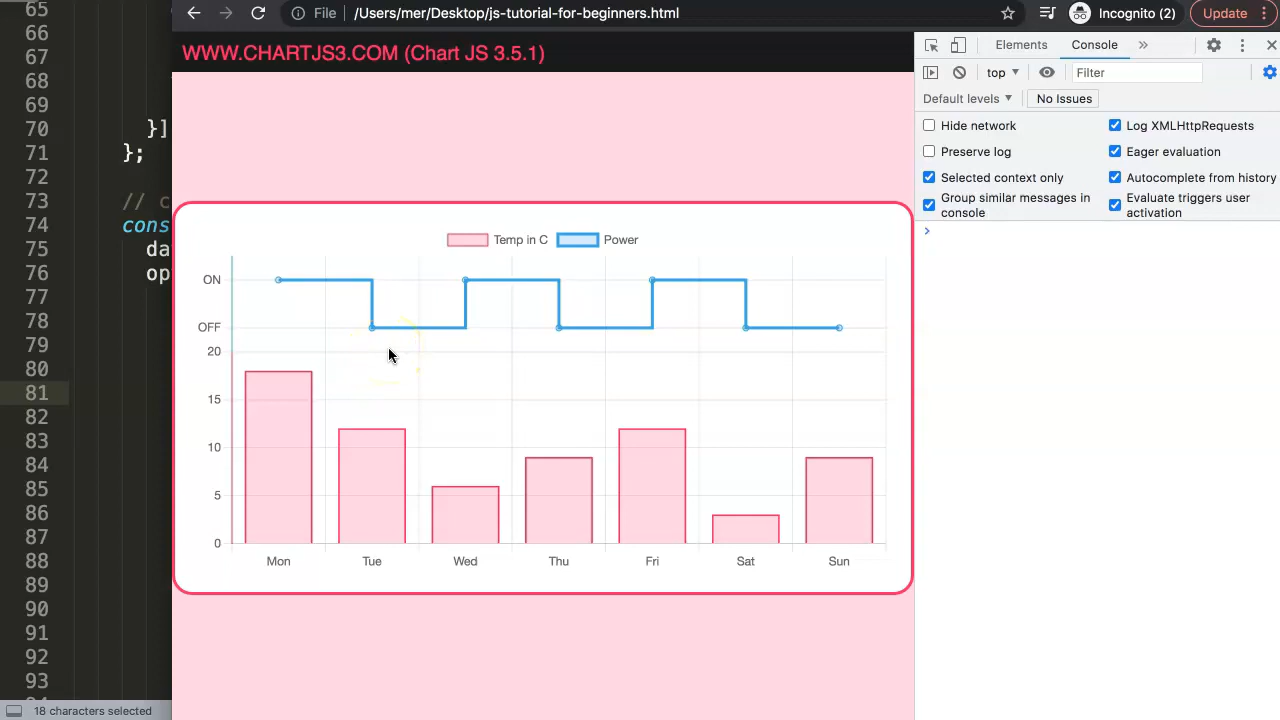 65
66
67
68
69
70 }]
71 };
72
73 // c
74 cons
75 da
76 op
77
78
79
80
81
82
83
84
85
86
87
88
89
90
91
92
93
18 characters selected
File /Users/mer/Desktop/js-tutorial-for-beginners.html Incognito (2) Update
WWW.CHARTJS3.COM (Chart JS 3.5.1)
Temp in C Power
ON
OFF
20
15
10
5
0
Mon Tue Wed Thu Fri Sat Sun
Elements Console »
top ▼ Filter
Default levels ▼ No Issues
Hide network Log XMLHttpRequests
Preserve log Eager evaluation
Selected context only Autocomplete from history
Group similar messages in Evaluate triggers user
console activation